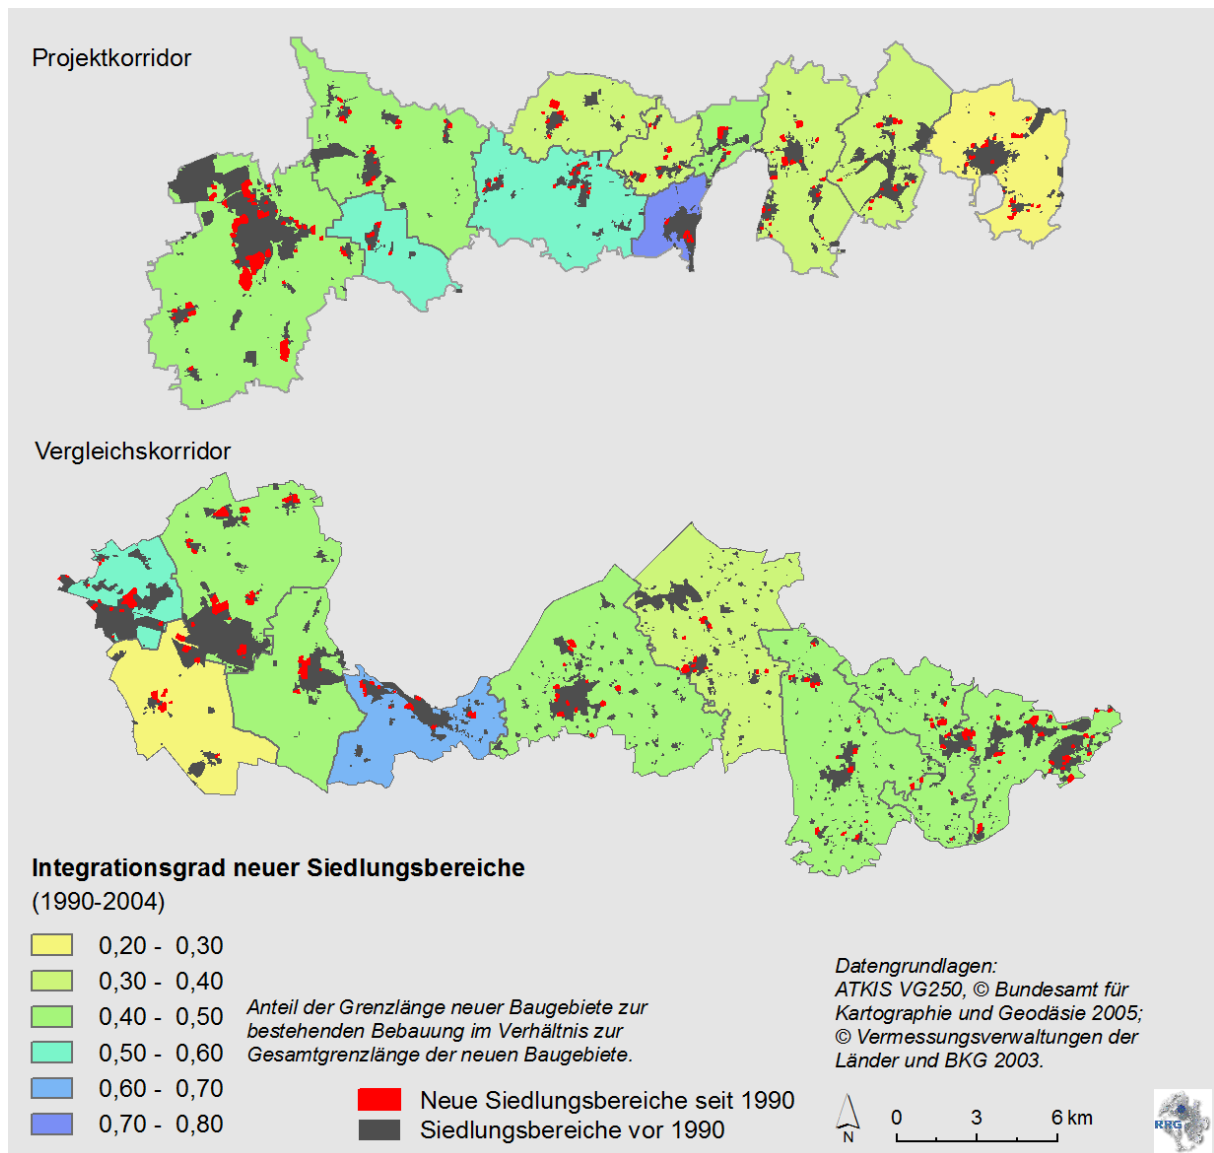 Projektkorridor
Vergleichskorridor
Integrationsgrad neuer Siedlungsbereiche
(1990-2004)
0,20 - 0,30
0,30 - 0,40
0,40 - 0,50
0,50 - 0,60
0,60 - 0,70
0,70 - 0,80
Anteil der Grenzlänge neuer Baugebiete zur
bestehenden Bebauung im Verhältnis zur
Gesamtgrenzlänge der neuen Baugebiete.
Neue Siedlungsbereiche seit 1990
Siedlungsbereiche vor 1990
Datengrundlagen:
ATKIS VG250, © Bundesamt für
Kartographie und Geodäsie 2005;
© Vermessungsverwaltungen der
Länder und BKG 2003.
N
0 3 6 km
RRG